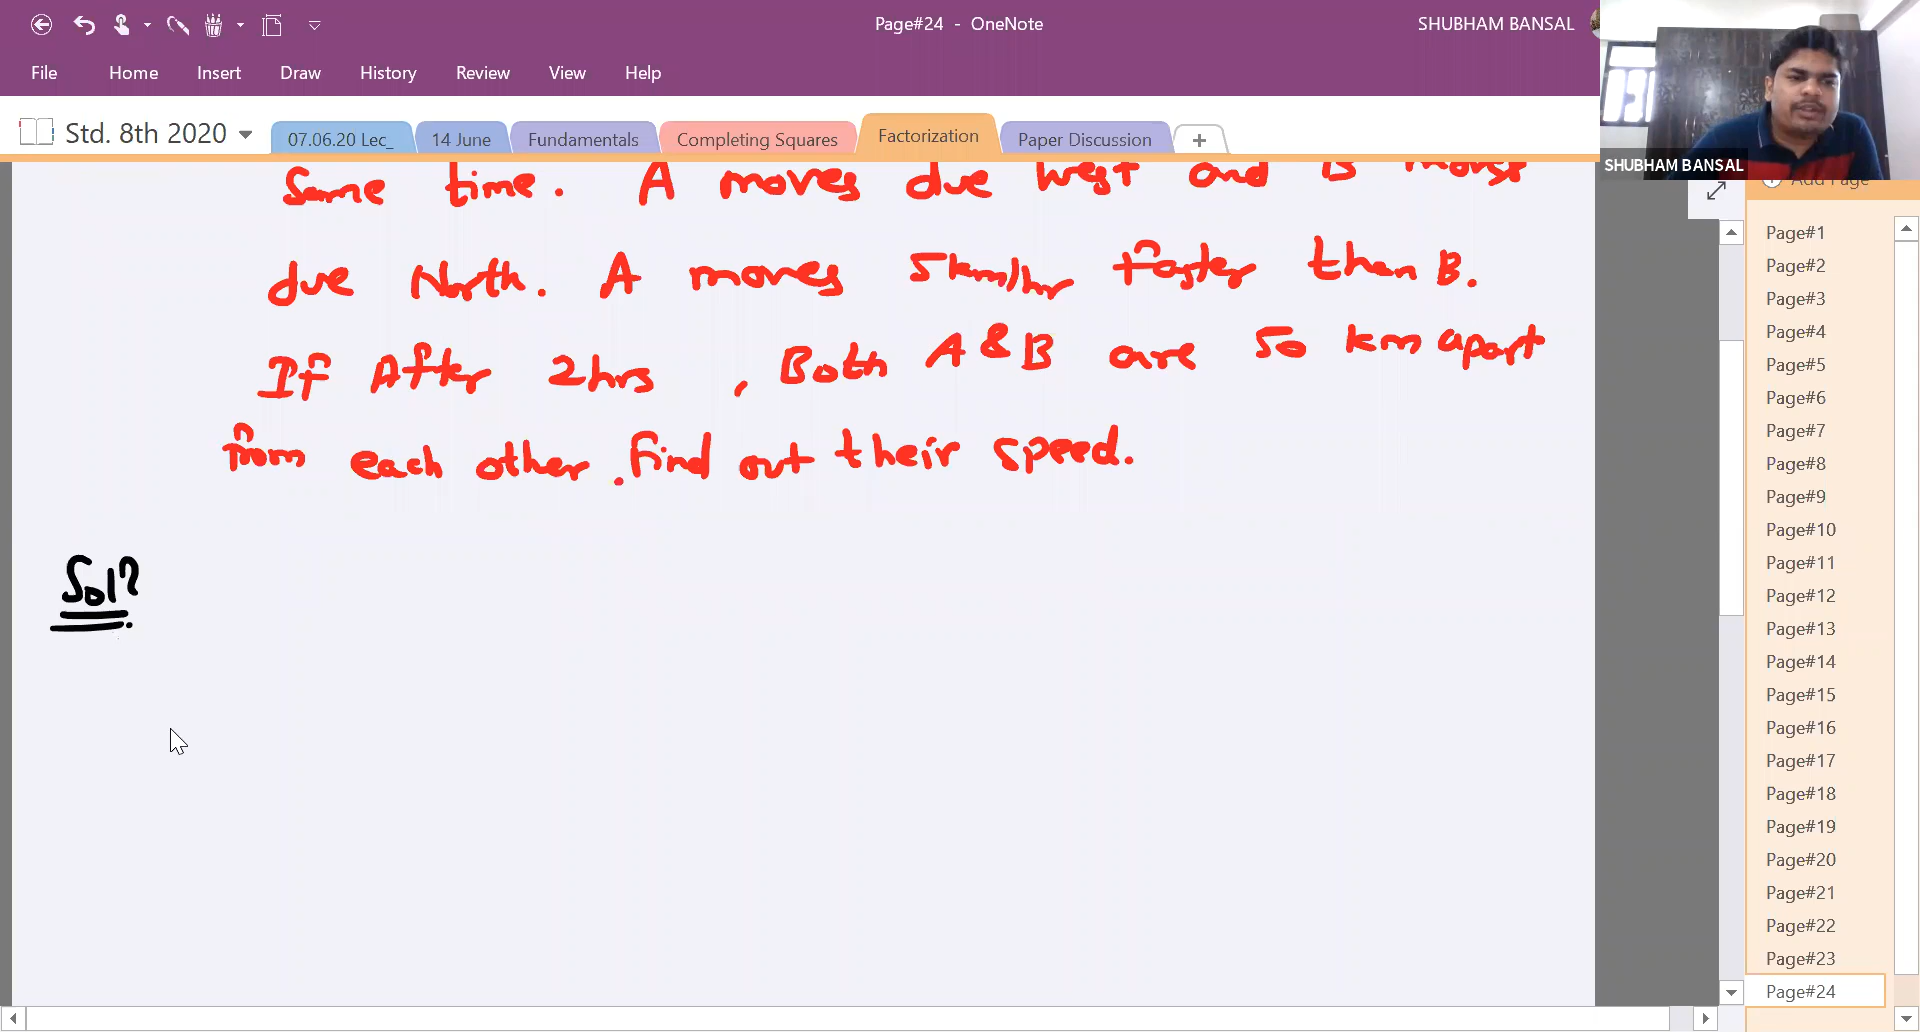 Page#24 - OneNote
SHUBHAM BANSAL
File Home Insert Draw History Review View Help
SHUBHAM BANSAL
Std. 8th 2020
07.06.20 Lec_ 14 June Fundamentals Completing Squares Factorization Paper Discussion +
Add Page
Same time. A moves due west and B moves
due North. A moves 5km/hr faster than B.
If After 2hrs , Both A & B are 50 km apart
from each other. Find out their speed.
Solⁿ
Page#1
Page#2
Page#3
Page#4
Page#5
Page#6
Page#7
Page#8
Page#9
Page#10
Page#11
Page#12
Page#13
Page#14
Page#15
Page#16
Page#17
Page#18
Page#19
Page#20
Page#21
Page#22
Page#23
Page#24